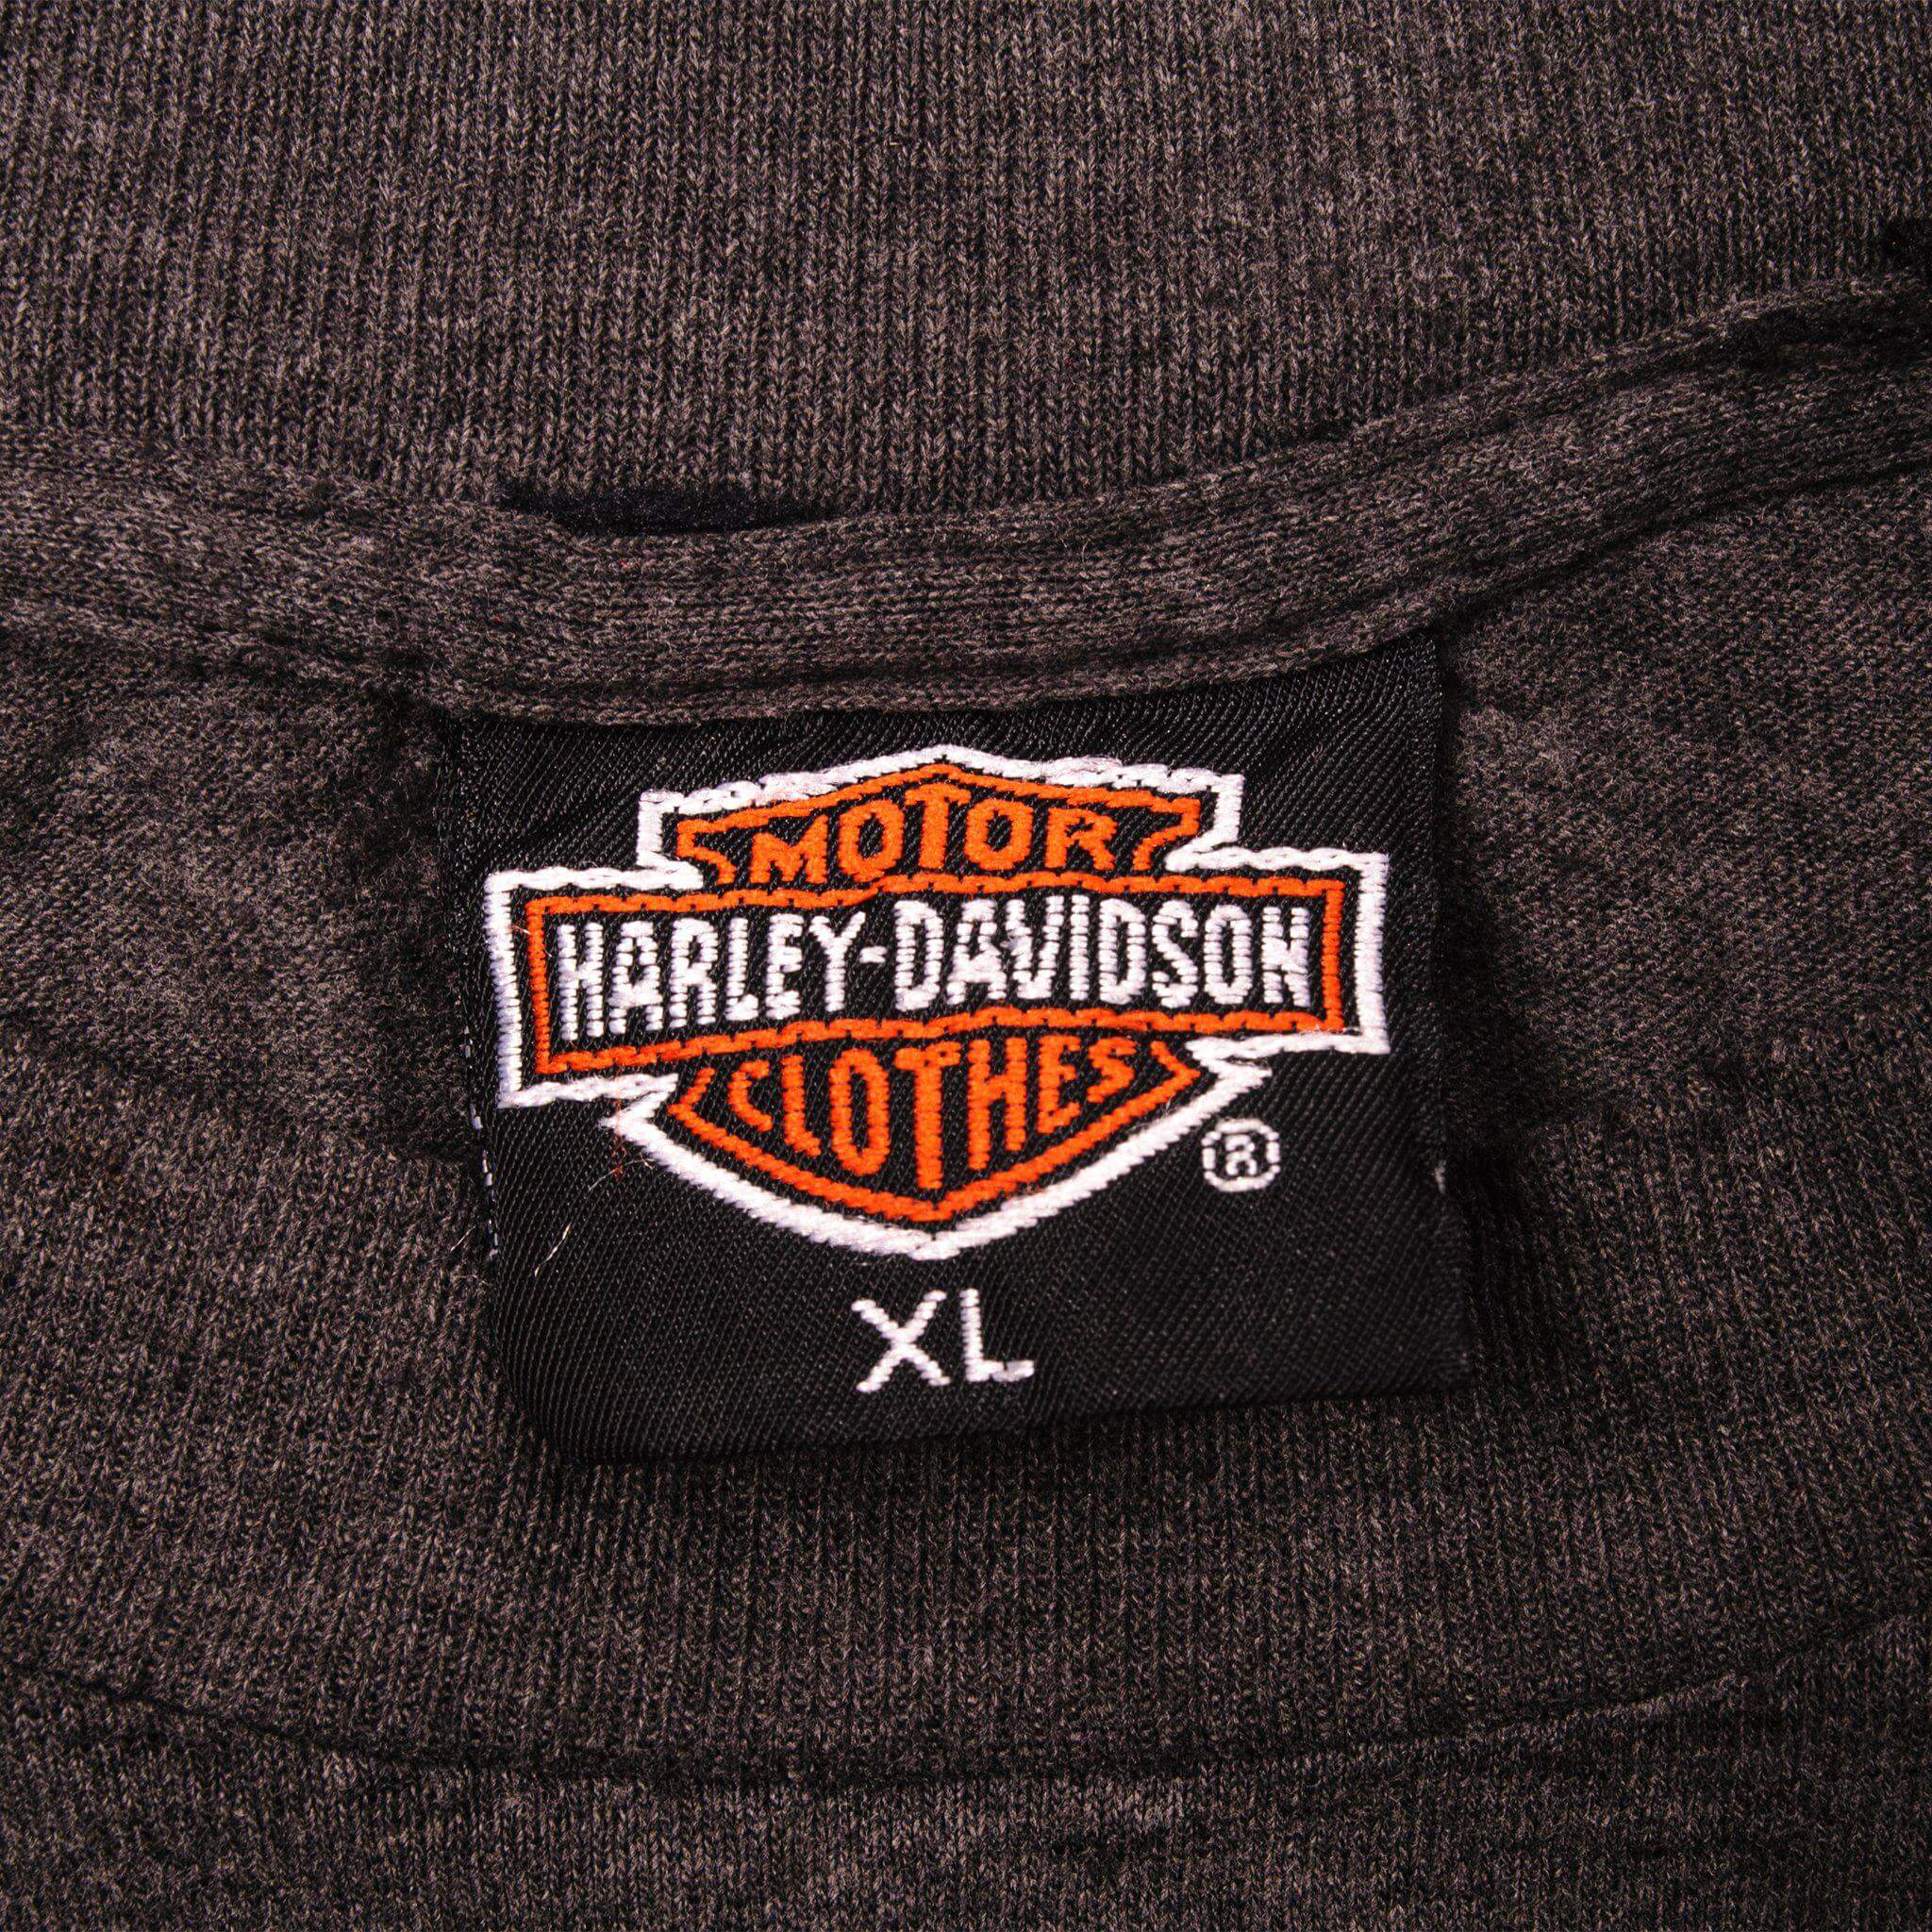 MOTOR
HARLEY-DAVIDSON
CLOTHES
®
XL